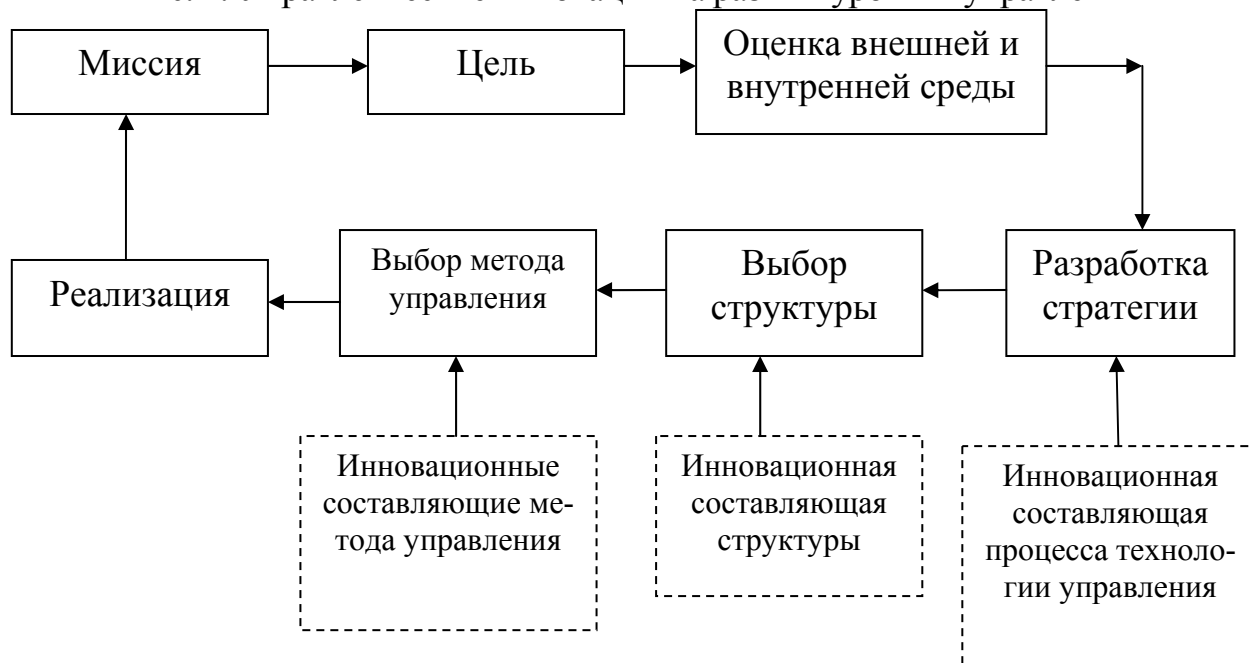 Миссия
Цель
Оценка внешней и
внутренней среды
Реализация
Выбор метода
управления
Выбор
структуры
Разработка
стратегии
Инновационные
составляющие ме-
тода управления
Инновационная
составляющая
структуры
Инновационная
составляющая
процесса техноло-
гии управления